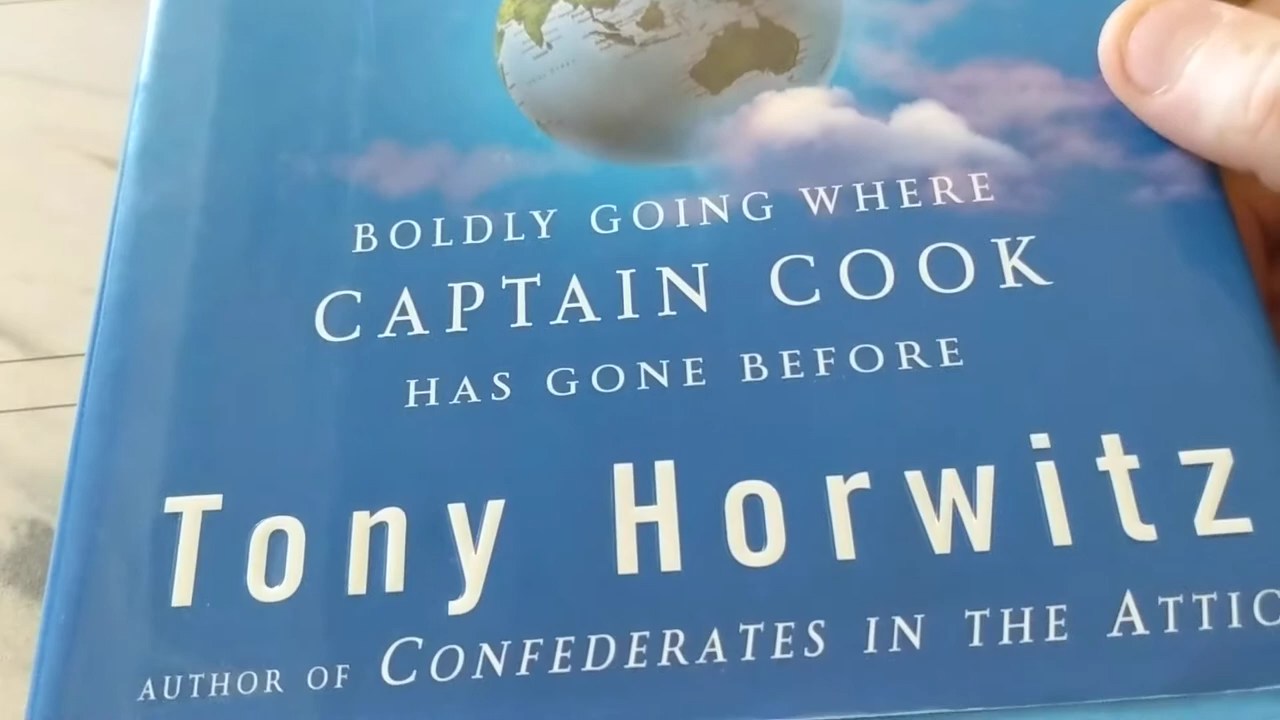 BOLDLY GOING WHERE
CAPTAIN COOK
HAS GONE BEFORE
Tony Horwitz
AUTHOR OF CONFEDERATES IN THE ATTIC